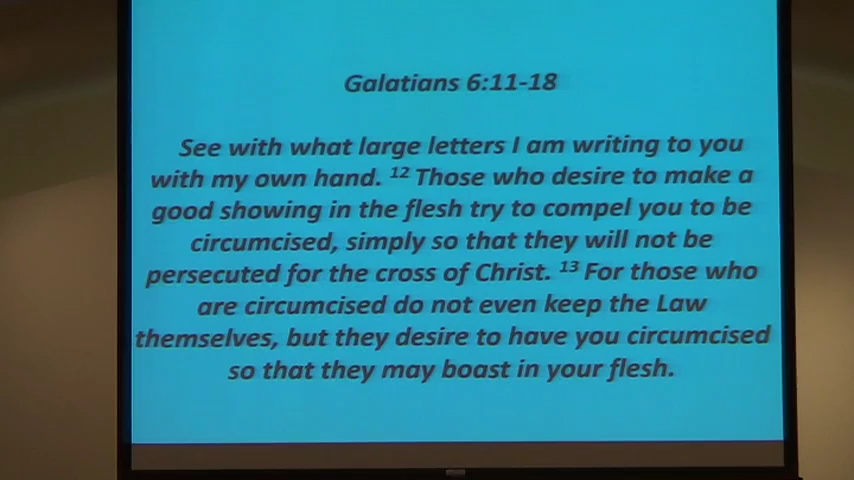 Galatians 6:11-18
See with what large letters I am writing to you
with my own hand. ¹² Those who desire to make a
good showing in the flesh try to compel you to be
circumcised, simply so that they will not be
persecuted for the cross of Christ. ¹³ For those who
are circumcised do not even keep the Law
themselves, but they desire to have you circumcised
so that they may boast in your flesh.